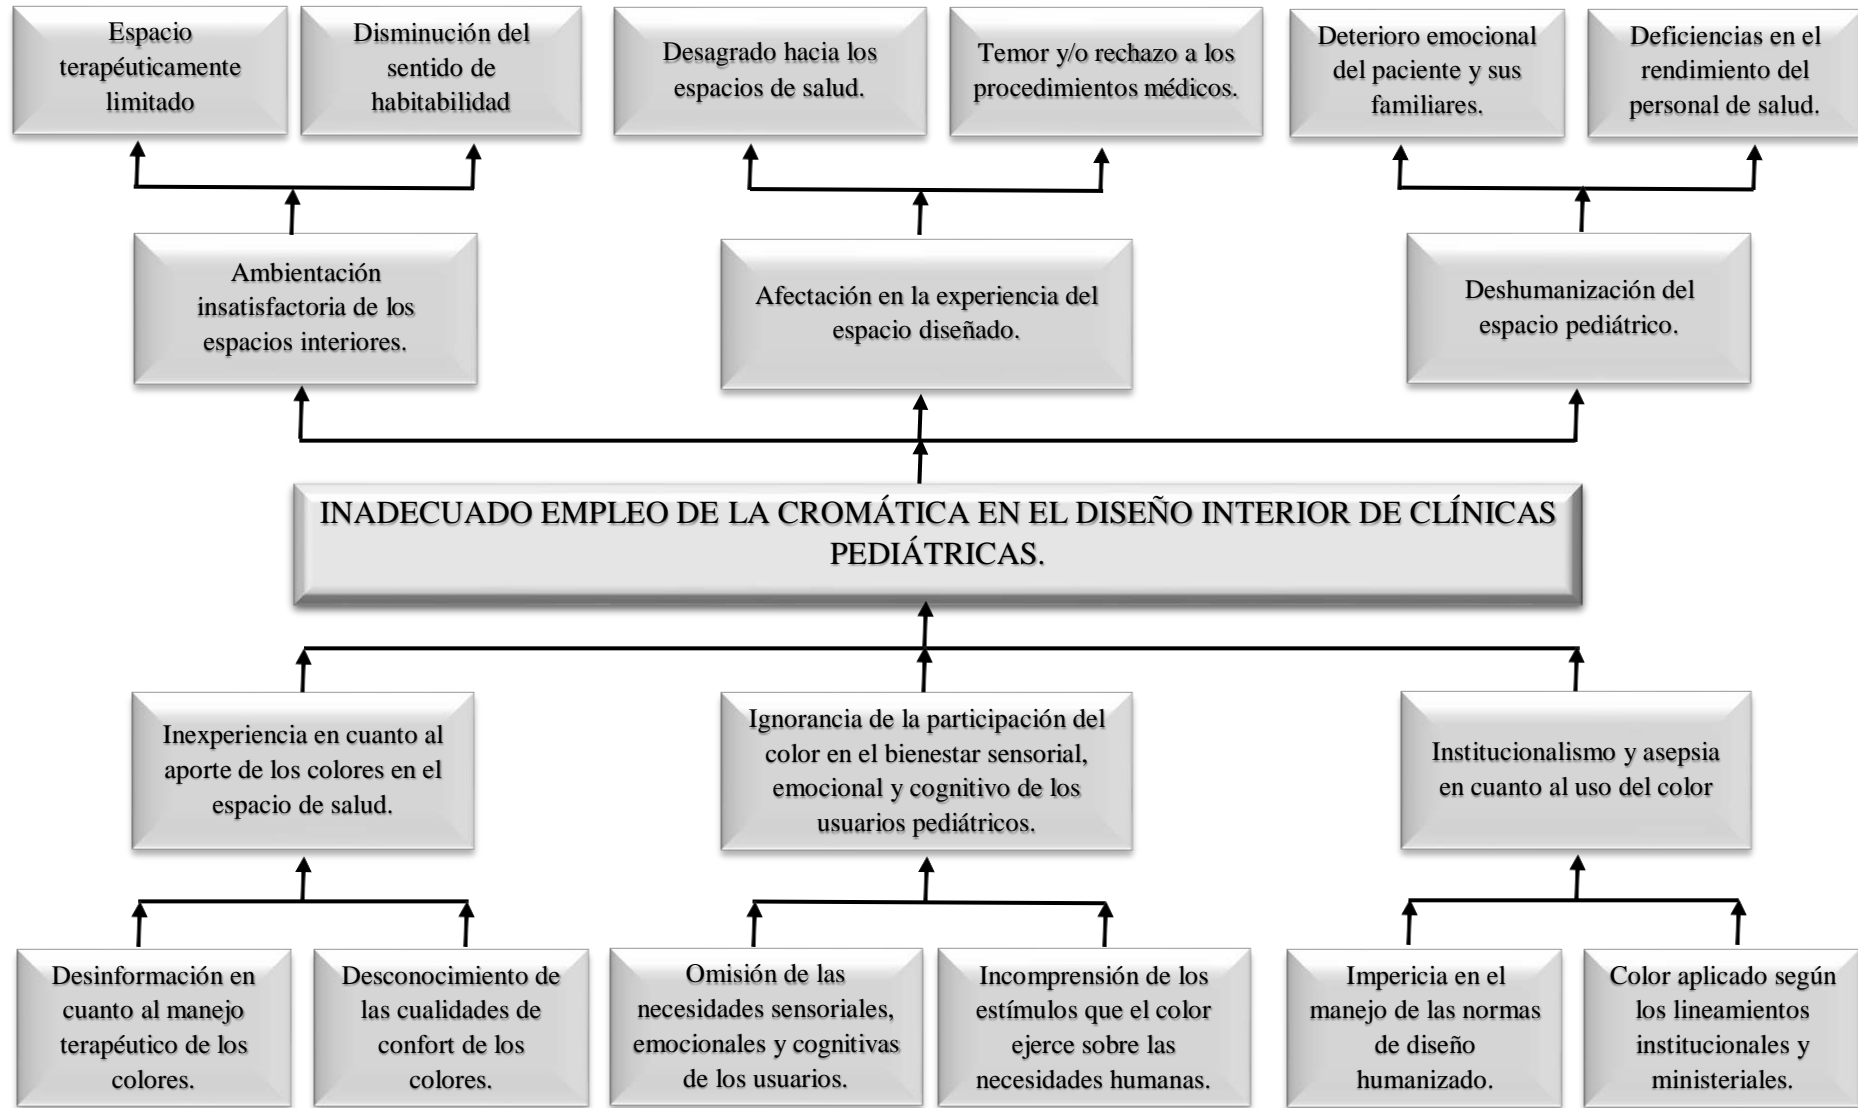 Espacio
terapéuticamente
limitado
Disminución del
sentido de
habitabilidad
Desagrado hacia los
espacios de salud.
Temor y/o rechazo a los
procedimientos médicos.
Deterioro emocional
del paciente y sus
familiares.
Deficiencias en el
rendimiento del
personal de salud.
Ambientación
insatisfactoria de los
espacios interiores.
Afectación en la experiencia del
espacio diseñado.
Deshumanización del
espacio pediátrico.
INADECUADO EMPLEO DE LA CROMÁTICA EN EL DISEÑO INTERIOR DE CLÍNICAS
PEDIÁTRICAS.
Inexperiencia en cuanto al
aporte de los colores en el
espacio de salud.
Ignorancia de la participación del
color en el bienestar sensorial,
emocional y cognitivo de los
usuarios pediátricos.
Institucionalismo y asepsia
en cuanto al uso del color
Desinformación en
cuanto al manejo
terapéutico de los
colores.
Desconocimiento de
las cualidades de
confort de los
colores.
Omisión de las
necesidades sensoriales,
emocionales y cognitivas
de los usuarios.
Incomprensión de los
estímulos que el color
ejerce sobre las
necesidades humanas.
Impericia en el
manejo de las normas
de diseño
humanizado.
Color aplicado según
los lineamientos
institucionales y
ministeriales.